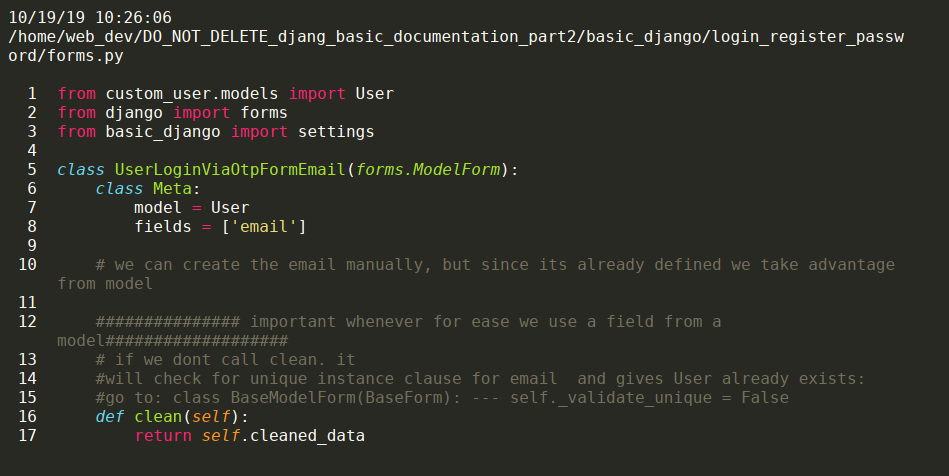 10/19/19 10:26:06
/home/web_dev/DO_NOT_DELETE_djang_basic_documentation_part2/basic_django/login_register_passw
ord/forms.py
1 from custom_user.models import User
2 from django import forms
3 from basic_django import settings
4
5 class UserLoginViaOtpFormEmail(forms.ModelForm):
6     class Meta:
7         model = User
8         fields = ['email']
9
10     # we can create the email manually, but since its already defined we take advantage
from model
11
12     ############### important whenever for ease we use a field from a
model###################
13     # if we dont call clean. it
14     #will check for unique instance clause for email  and gives User already exists:
15     #go to: class BaseModelForm(BaseForm): --- self._validate_unique = False
16     def clean(self):
17         return self.cleaned_data